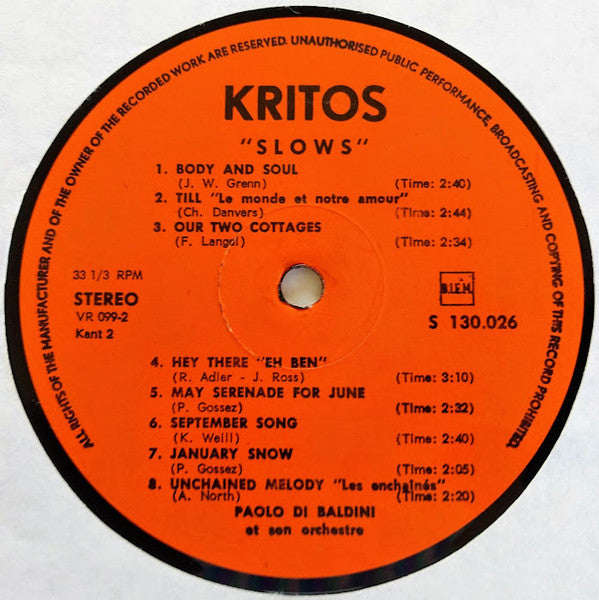 ALL RIGHTS OF THE MANUFACTURER AND OF THE OWNER OF THE RECORDED WORK ARE RESERVED. UNAUTHORISED PUBLIC PERFORMANCE, BROADCASTING AND COPYING OF THIS RECORD PROHIBITED.
KRITOS
"SLOWS"
1. BODY AND SOUL
(J. W. Grenn) (Time: 2:40)
2. TILL "Le monde et notre amour"
(Ch. Danvers) (Time: 2:44)
3. OUR TWO COTTAGES
(F. Langol) (Time: 2:34)
33 1/3 RPM
STEREO
VR 099-2
Kant 2
B.I.E.M.
S 130.026
4. HEY THERE "EH BEN"
(R. Adler - J. Ross) (Time: 3:10)
5. MAY SERENADE FOR JUNE
(P. Gossez) (Time: 2:32)
6. SEPTEMBER SONG
(K. Weill) (Time: 2:40)
7. JANUARY SNOW
(P. Gossez) (Time: 2:05)
8. UNCHAINED MELODY "Les enchaînés"
(A. North) (Time: 2:20)
PAOLO DI BALDINI
et son orchestre